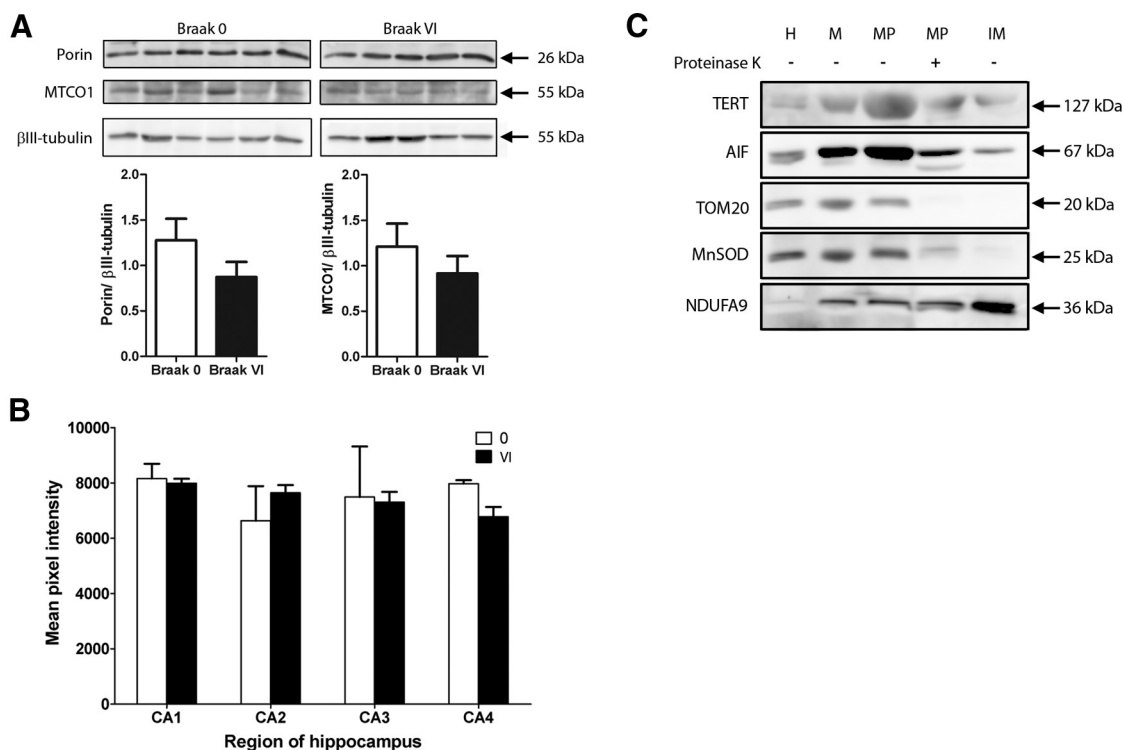 A
Braak 0
Braak VI
Porin
26 kDa
MTCO1
55 kDa
βIII-tubulin
55 kDa
2.0
1.5
1.0
0.5
0.0
Porin/ βIII-tubulin
Braak 0
Braak VI
2.0
1.5
1.0
0.5
0.0
MTCO1/ βIII-tubulin
Braak 0
Braak VI
B
10000
8000
6000
4000
2000
0
Mean pixel intensity
0
VI
CA1
CA2
CA3
CA4
Region of hippocampus
C
H M MP MP IM
Proteinase K - - - + -
TERT
127 kDa
AIF
67 kDa
TOM20
20 kDa
MnSOD
25 kDa
NDUFA9
36 kDa